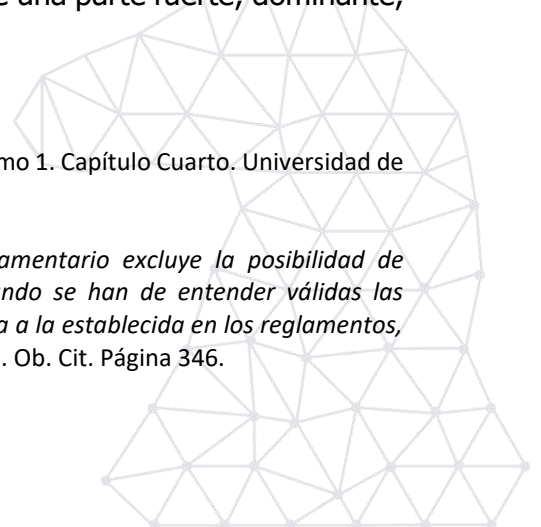 una parte fuerte, dominante,
mo 1. Capítulo Cuarto. Universidad de
amentario excluye la posibilidad de
ndo se han de entender válidas las
a a la establecida en los reglamentos,
. Ob. Cit. Página 346.